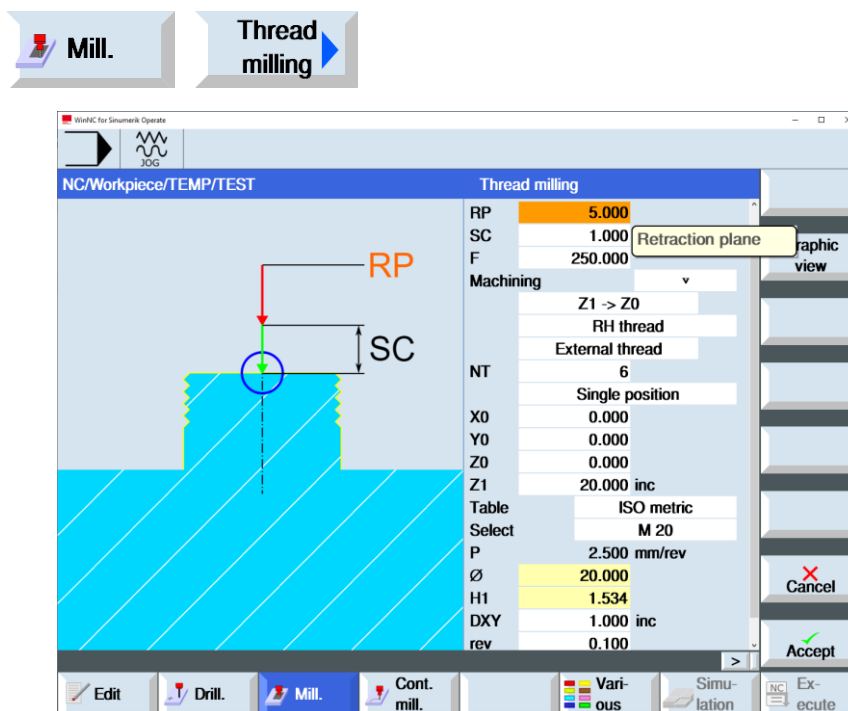 Mill.
Thread
milling
WinNC for Sinumerik Operate
JOG
NC/Workpiece/TEMP/TEST
Thread milling
RP
SC
RP 5.000
SC 1.000
Retraction plane
F 250.000
Machining v
Z1 -> Z0
RH thread
External thread
NT 6
Single position
X0 0.000
Y0 0.000
Z0 0.000
Z1 20.000 inc
Table ISO metric
Select M 20
P 2.500 mm/rev
Ø 20.000
H1 1.534
DXY 1.000 inc
rev 0.100
raphic
view
Cancel
Accept
>
Edit
Drill.
Mill.
Cont.
mill.
Vari-
ous
Simu-
lation
NC
Ex-
ecute